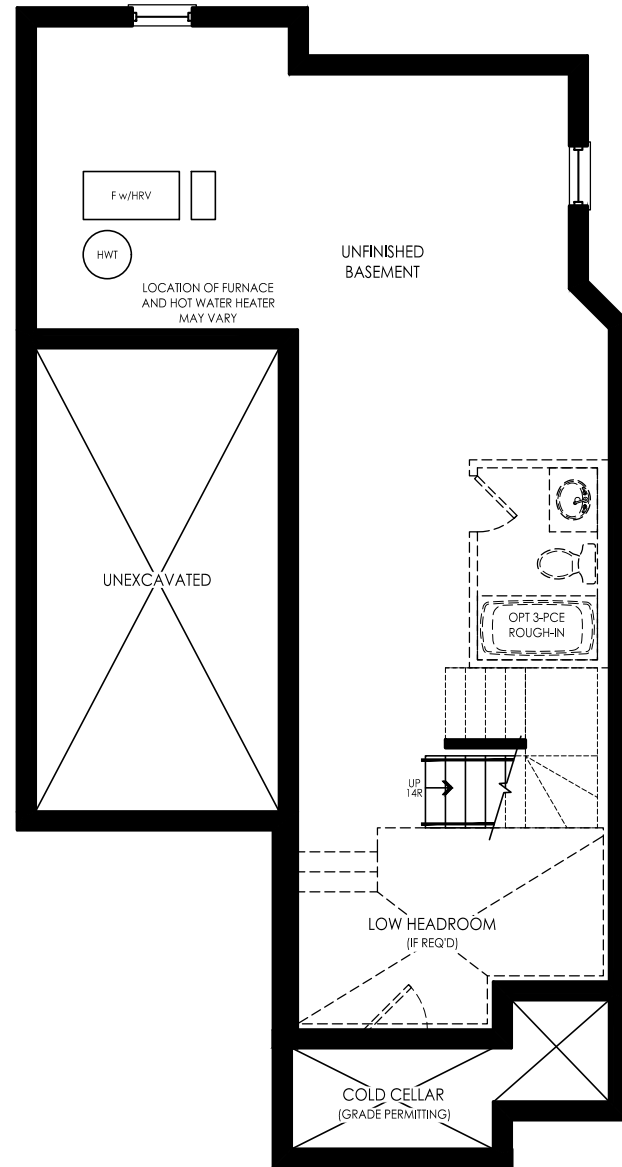 F w/HRV
HWT
LOCATION OF FURNACE
AND HOT WATER HEATER
MAY VARY
UNFINISHED
BASEMENT
UNEXCAVATED
OPT 3-PCE
ROUGH-IN
UP
14R
LOW HEADROOM
(IF REQ'D)
COLD CELLAR
(GRADE PERMITTING)